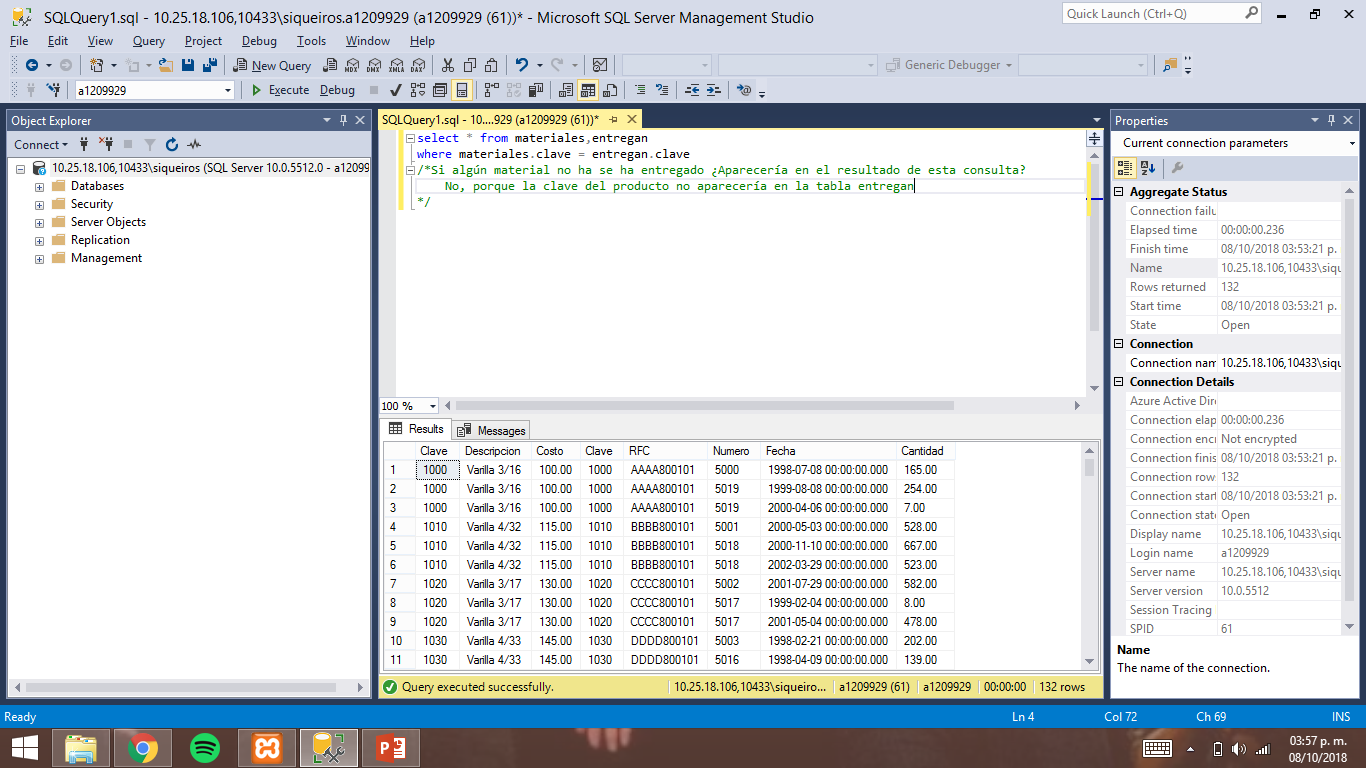 SQLQuery1.sql - 10.25.18.106,10433\siqueiros.a1209929 (a1209929 (61))* - Microsoft SQL Server Management Studio
Quick Launch (Ctrl+Q)
File Edit View Query Project Debug Tools Window Help
New Query
MDX DMX XMLA DAX
Generic Debugger
a1209929
Execute Debug
Object Explorer
Connect
10.25.18.106,10433\siqueiros (SQL Server 10.0.5512.0 - a12099
Databases
Security
Server Objects
Replication
Management
SQLQuery1.sql - 10....929 (a1209929 (61))*
select * from materiales,entregan
where materiales.clave = entregan.clave
/*Si algún material no ha se ha entregado ¿Aparecería en el resultado de esta consulta?
No, porque la clave del producto no aparecería en la tabla entregan
*/
100 %
Results Messages
Clave Descripcion Costo Clave RFC Numero Fecha Cantidad
1 1000 Varilla 3/16 100.00 1000 AAAA800101 5000 1998-07-08 00:00:00.000 165.00
2 1000 Varilla 3/16 100.00 1000 AAAA800101 5019 1999-08-08 00:00:00.000 254.00
3 1000 Varilla 3/16 100.00 1000 AAAA800101 5019 2000-04-06 00:00:00.000 7.00
4 1010 Varilla 4/32 115.00 1010 BBBB800101 5001 2000-05-03 00:00:00.000 528.00
5 1010 Varilla 4/32 115.00 1010 BBBB800101 5018 2000-11-10 00:00:00.000 667.00
6 1010 Varilla 4/32 115.00 1010 BBBB800101 5018 2002-03-29 00:00:00.000 523.00
7 1020 Varilla 3/17 130.00 1020 CCCC800101 5002 2001-07-29 00:00:00.000 582.00
8 1020 Varilla 3/17 130.00 1020 CCCC800101 5017 1999-02-04 00:00:00.000 8.00
9 1020 Varilla 3/17 130.00 1020 CCCC800101 5017 2001-05-04 00:00:00.000 478.00
10 1030 Varilla 4/33 145.00 1030 DDDD800101 5003 1998-02-21 00:00:00.000 202.00
11 1030 Varilla 4/33 145.00 1030 DDDD800101 5016 1998-04-09 00:00:00.000 139.00
Query executed successfully. 10.25.18.106,10433\siqueiro... a1209929 (61) a1209929 00:00:00 132 rows
Properties
Current connection parameters
Aggregate Status
Connection failu
Elapsed time 00:00:00.236
Finish time 08/10/2018 03:53:21 p.
Name 10.25.18.106,10433\siqu
Rows returned 132
Start time 08/10/2018 03:53:21 p.
State Open
Connection
Connection nam 10.25.18.106,10433\siqu
Connection Details
Azure Active Dir
Connection elap 00:00:00.236
Connection encr Not encrypted
Connection finis 08/10/2018 03:53:21 p.
Connection row 132
Connection start 08/10/2018 03:53:21 p.
Connection stat Open
Display name 10.25.18.106,10433\siqu
Login name a1209929
Server name 10.25.18.106,10433\siqu
Server version 10.0.5512
Session Tracing
SPID 61
Name
The name of the connection.
Ready Ln 4 Col 72 Ch 69 INS
03:57 p. m.
08/10/2018